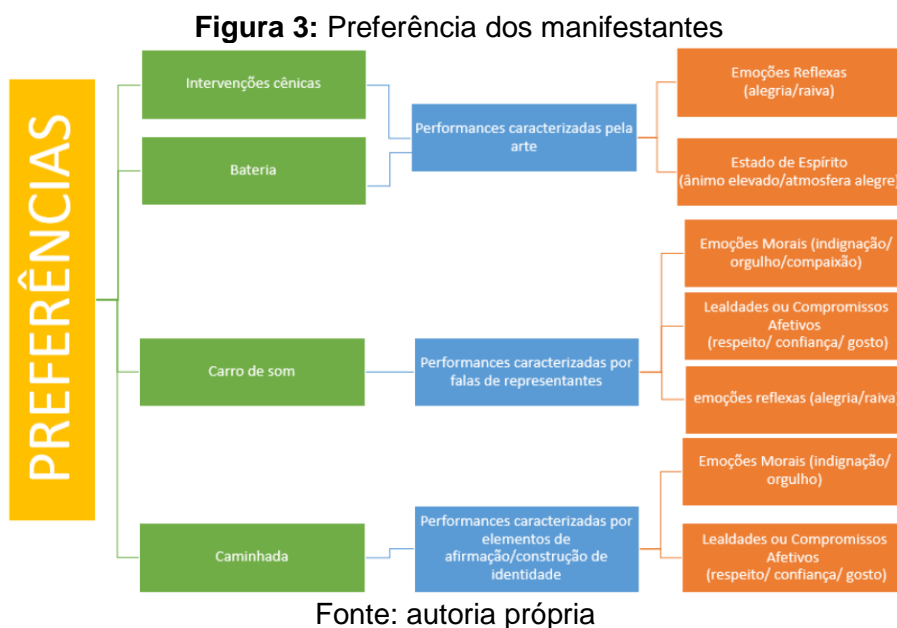 Figura 3: Preferência dos manifestantes
PREFERÊNCIAS
Intervenções cênicas
Bateria
Performances caracterizadas pela
arte
Emoções Reflexas
(alegria/raiva)
Estado de Espírito
(ânimo elevado/atmosfera alegre)
Carro de som
Performances caracterizadas por
falas de representantes
Emoções Morais (indignação/
orgulho/compaixão)
Lealdades ou Compromissos
Afetivos
(respeito/ confiança/ gosto)
emoções reflexas (alegria/raiva
Caminhada
Performances caracterizadas por
elementos de
afirmação/construção de
identidade
Emoções Morais (indignação/
orgulho)
Lealdades ou Compromissos
Afetivos
(respeito/ confiança/ gosto)
Fonte: autoria própria